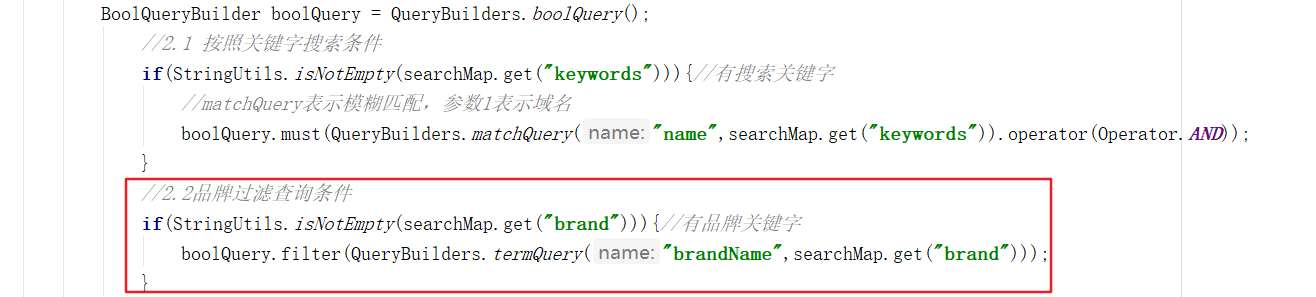 BoolQueryBuilder boolQuery = QueryBuilders.boolQuery();
//2.1 按照关键字搜索条件
if(StringUtils.isNotEmpty(searchMap.get("keywords"))){//有搜索关键字
//matchQuery表示模糊匹配，参数1表示域名
boolQuery.must(QueryBuilders.matchQuery( name: "name",searchMap.get("keywords")).operator(Operator.AND));
}
//2.2品牌过滤查询条件
if(StringUtils.isNotEmpty(searchMap.get("brand"))){//有品牌关键字
boolQuery.filter(QueryBuilders.termQuery( name: "brandName",searchMap.get("brand")));
}